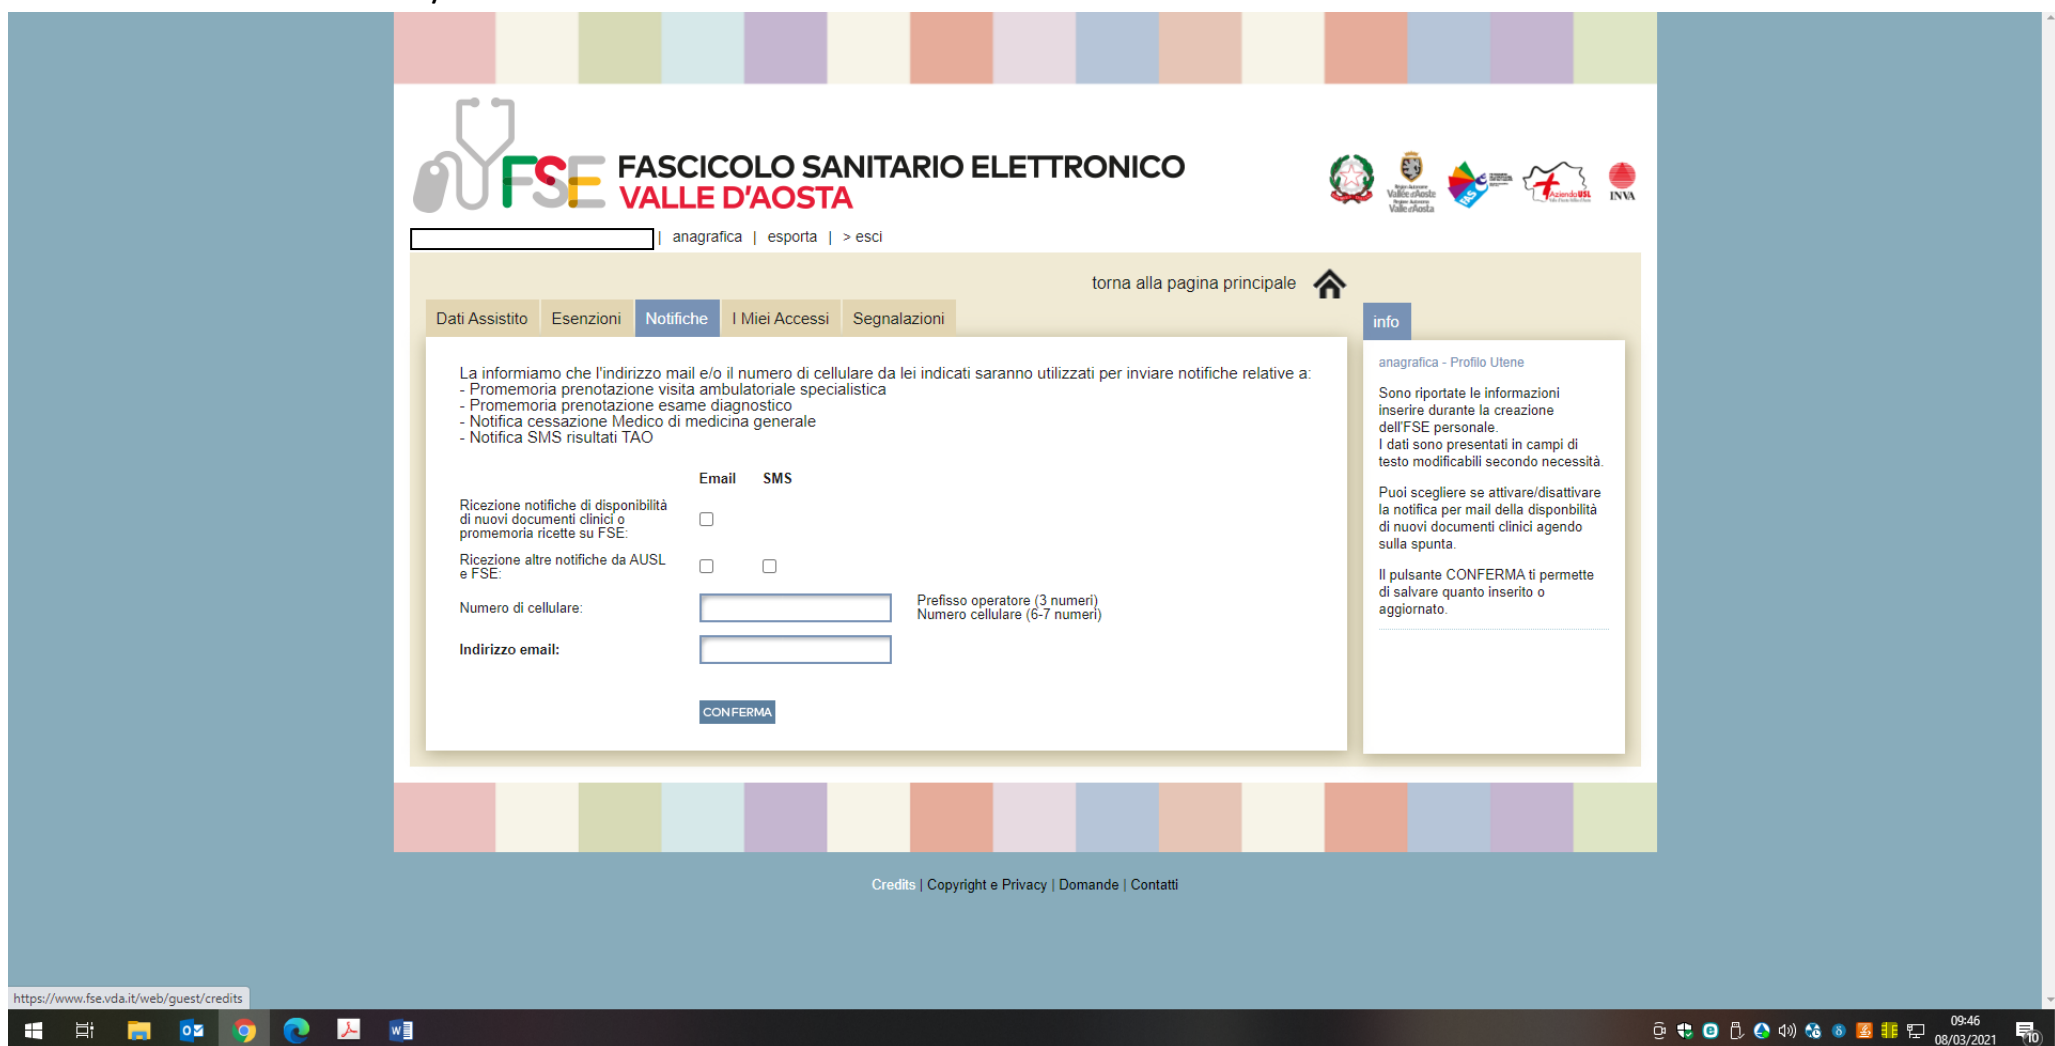 FSE FASCICOLO SANITARIO ELETTRONICO
VALLE D'AOSTA
Vallée d'Aoste
Valle d'Aosta
FAS
Azienda USL
INVA
| anagrafica | esporta | > esci
torna alla pagina principale
Dati Assistito Esenzioni Notifiche I Miei Accessi Segnalazioni
La informiamo che l'indirizzo mail e/o il numero di cellulare da lei indicati saranno utilizzati per inviare notifiche relative a:
- Promemoria prenotazione visita ambulatoriale specialistica
- Promemoria prenotazione esame diagnostico
- Notifica cessazione Medico di medicina generale
- Notifica SMS risultati TAO
Email SMS
Ricezione notifiche di disponibilità
di nuovi documenti clinici o
promemoria ricette su FSE:
Ricezione altre notifiche da AUSL
e FSE:
Numero di cellulare:
Prefisso operatore (3 numeri)
Numero cellulare (6-7 numeri)
Indirizzo email:
CONFERMA
info
anagrafica - Profilo Utene
Sono riportate le informazioni
inserire durante la creazione
dell'FSE personale.
I dati sono presentati in campi di
testo modificabili secondo necessità.
Puoi scegliere se attivare/disattivare
la notifica per mail della disponbilità
di nuovi documenti clinici agendo
sulla spunta.
Il pulsante CONFERMA ti permette
di salvare quanto inserito o
aggiornato.
Credits | Copyright e Privacy | Domande | Contatti
https://www.fse.vda.it/web/guest/credits
09:46
08/03/2021
10